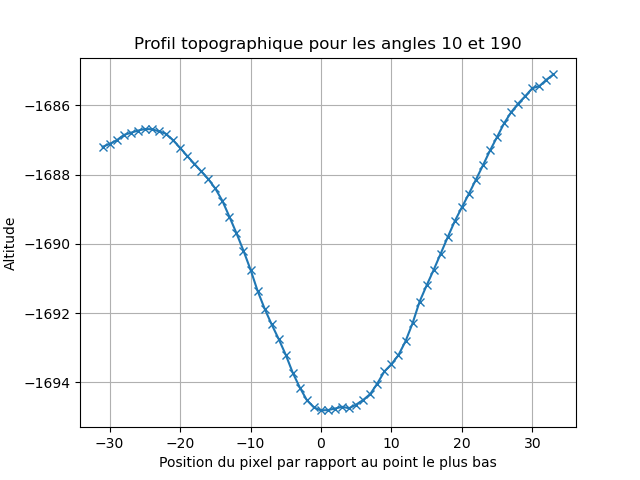 Profil topographique pour les angles 10 et 190
−1686
−1688
−1690
−1692
−1694
Altitude
−30 −20 −10 0 10 20 30
Position du pixel par rapport au point le plus bas